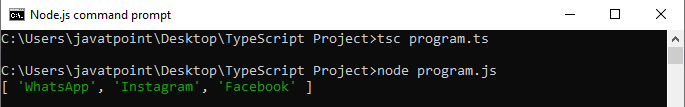 Node.js command prompt
C:\Users\javatpoint\Desktop\TypeScript Project>tsc program.ts
C:\Users\javatpoint\Desktop\TypeScript Project>node program.js
[ 'WhatsApp', 'Instagram', 'Facebook' ]